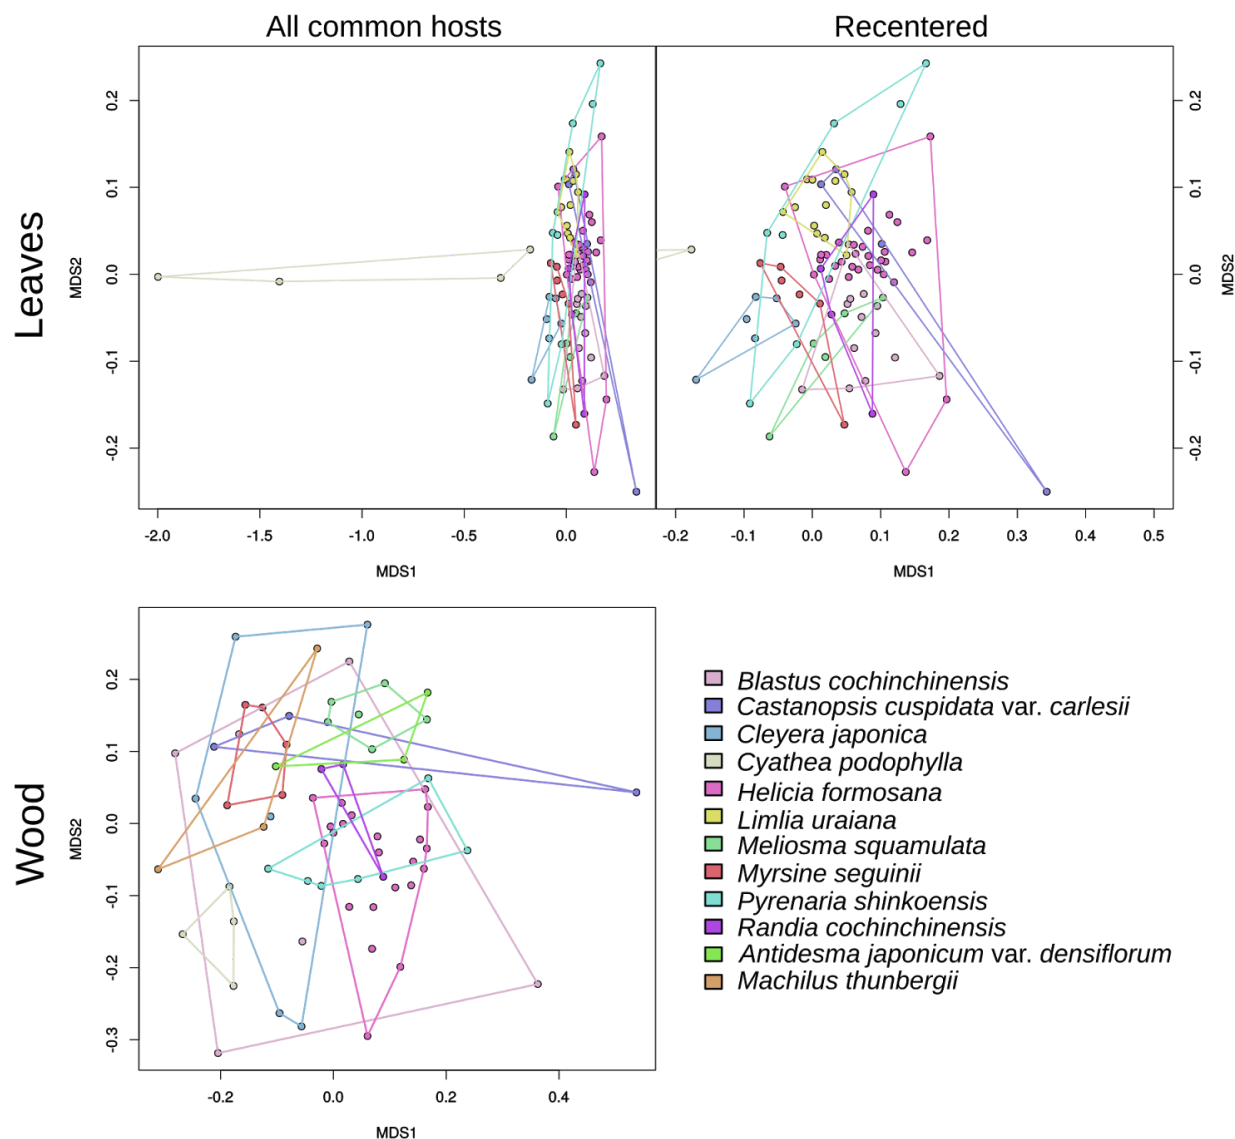 All common hosts
Recentered
Leaves
MDS2
0.2
0.1
0.0
-0.1
-0.2
-2.0 -1.5 -1.0 -0.5 0.0
MDS1
-0.2 -0.1 0.0 0.1 0.2 0.3 0.4 0.5
MDS1
0.2
0.1
0.0
-0.1
-0.2
MDS2
Wood
MDS2
0.2
0.1
0.0
-0.1
-0.2
-0.3
-0.2 0.0 0.2 0.4
MDS1
Blastus cochinchinensis
Castanopsis cuspidata var. carlesii
Cleyera japonica
Cyathea podophylla
Helicia formosana
Limlia uraiana
Meliosma squamulata
Myrsine seguinii
Pyrenaria shinkoensis
Randia cochinchinensis
Antidesma japonicum var. densiflorum
Machilus thunbergii